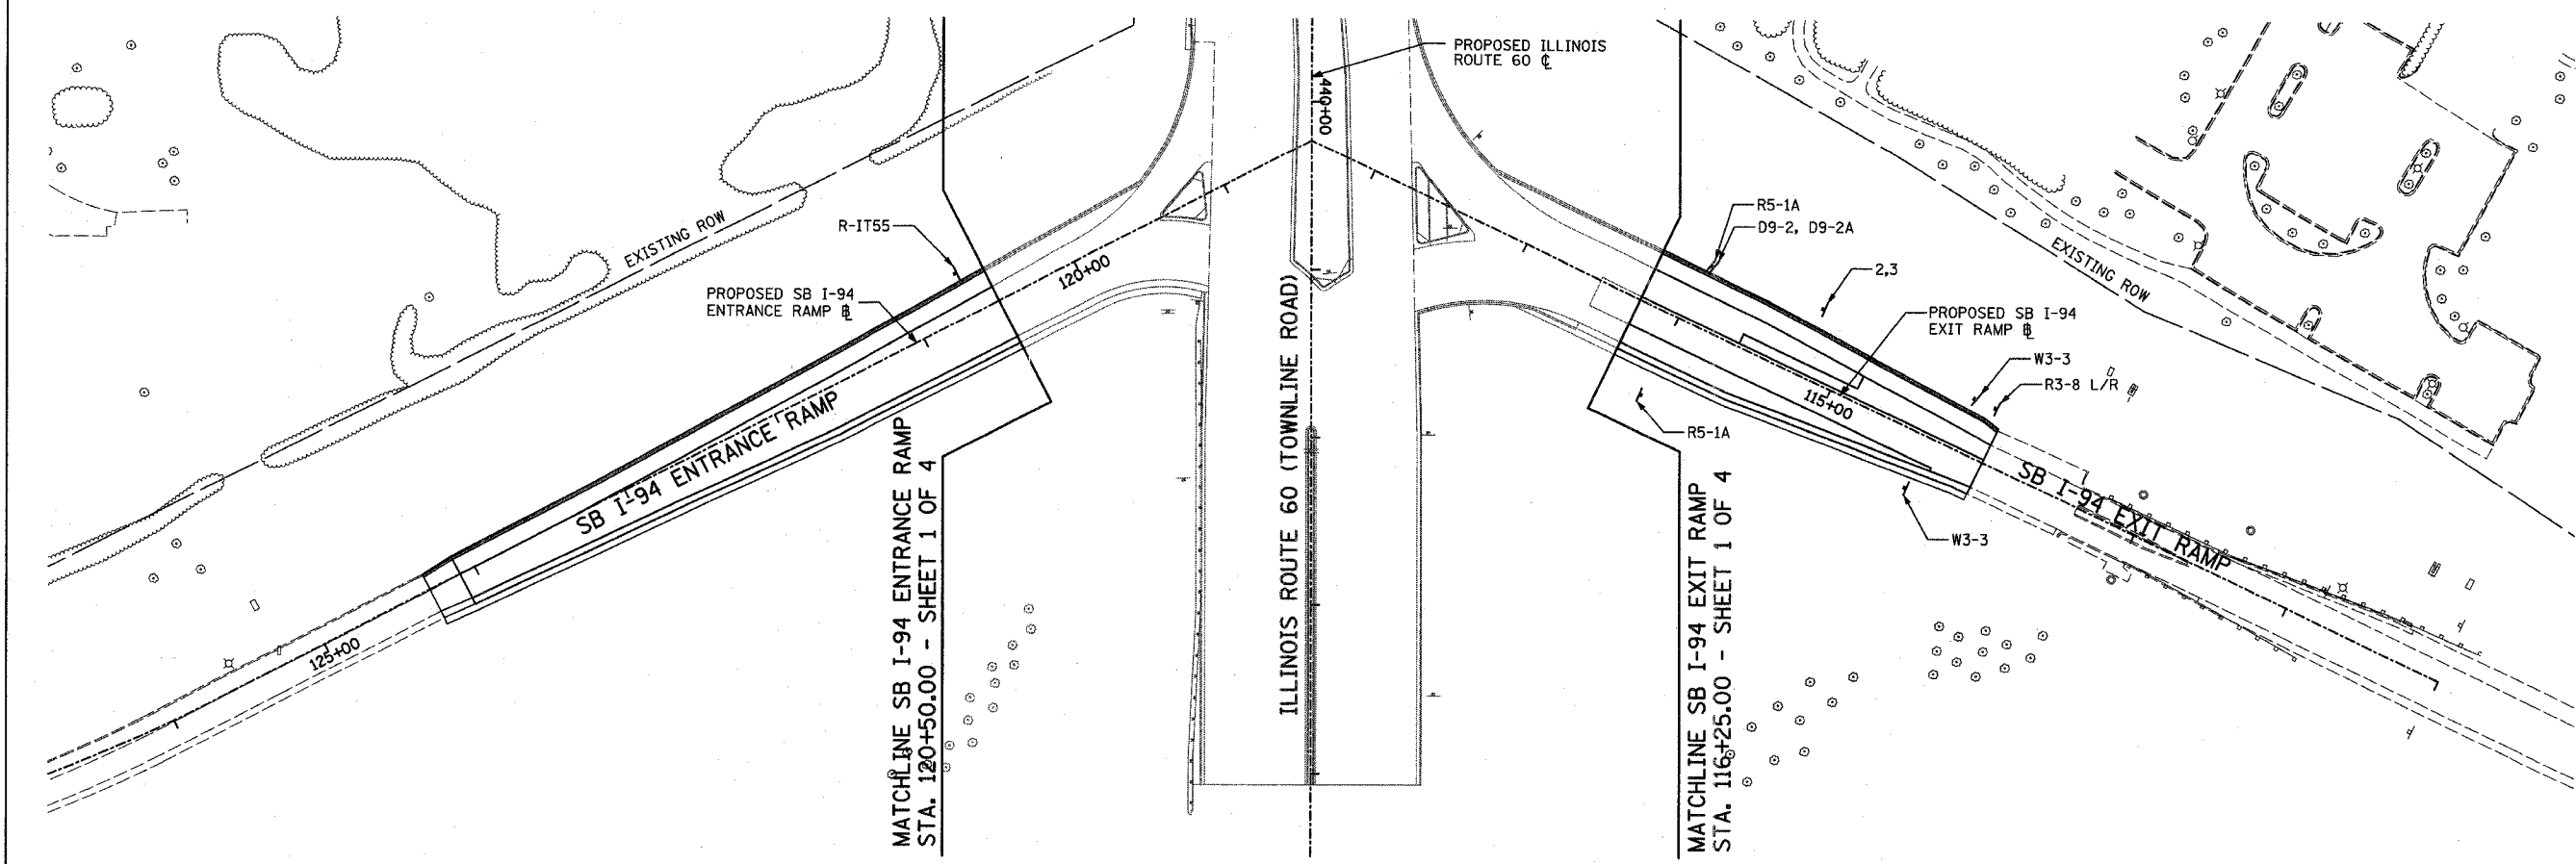 PROPOSED ILLINOIS
ROUTE 60 ℄
440+00
R-IT55
EXISTING ROW
120+00
PROPOSED SB I-94
ENTRANCE RAMP
SB I-94 ENTRANCE RAMP
125+00
MATCHLINE SB I-94 ENTRANCE RAMP
STA. 120+50.00 - SHEET 1 OF 4
ILLINOIS ROUTE 60 (TOWNLINE ROAD)
R5-1A
D9-2, D9-2A
2,3
EXISTING ROW
PROPOSED SB I-94
EXIT RAMP
W3-3
R3-8 L/R
115+00
R5-1A
W3-3
SB I-94 EXIT RAMP
MATCHLINE SB I-94 EXIT RAMP
STA. 116+25.00 - SHEET 1 OF 4